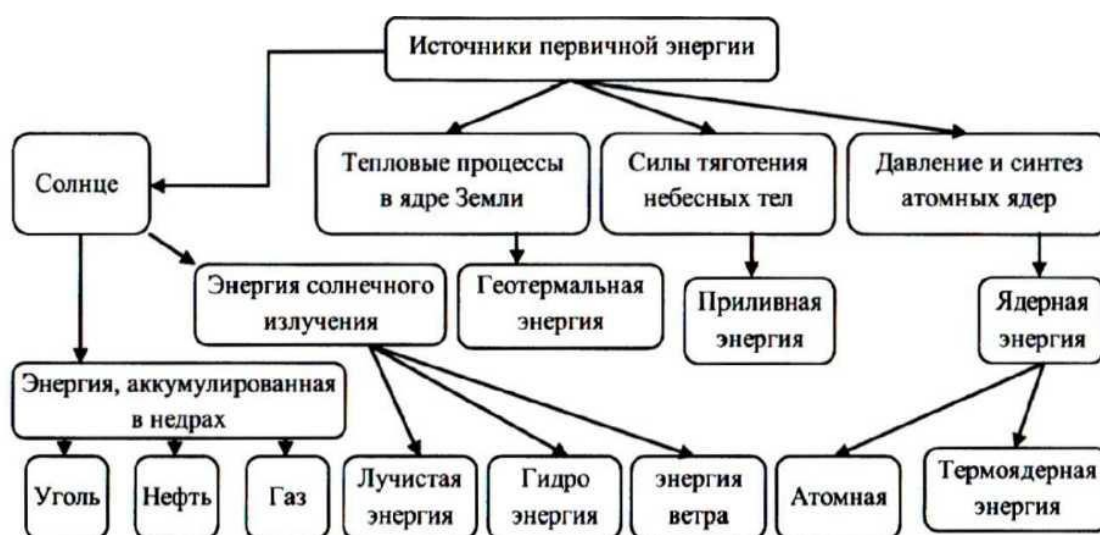 Источники первичной энергии
Солнце
Тепловые процессы
в ядре Земли
Силы тяготения
небесных тел
Давление и синтез
атомных ядер
Энергия солнечного
излучения
Геотермальная
энергия
Приливная
энергия
Ядерная
энергия
Энергия, аккумулированная
в недрах
Уголь
Нефть
Газ
Лучистая
энергия
Гидро
энергия
энергия
ветра
Атомная
Термоядерная
энергия